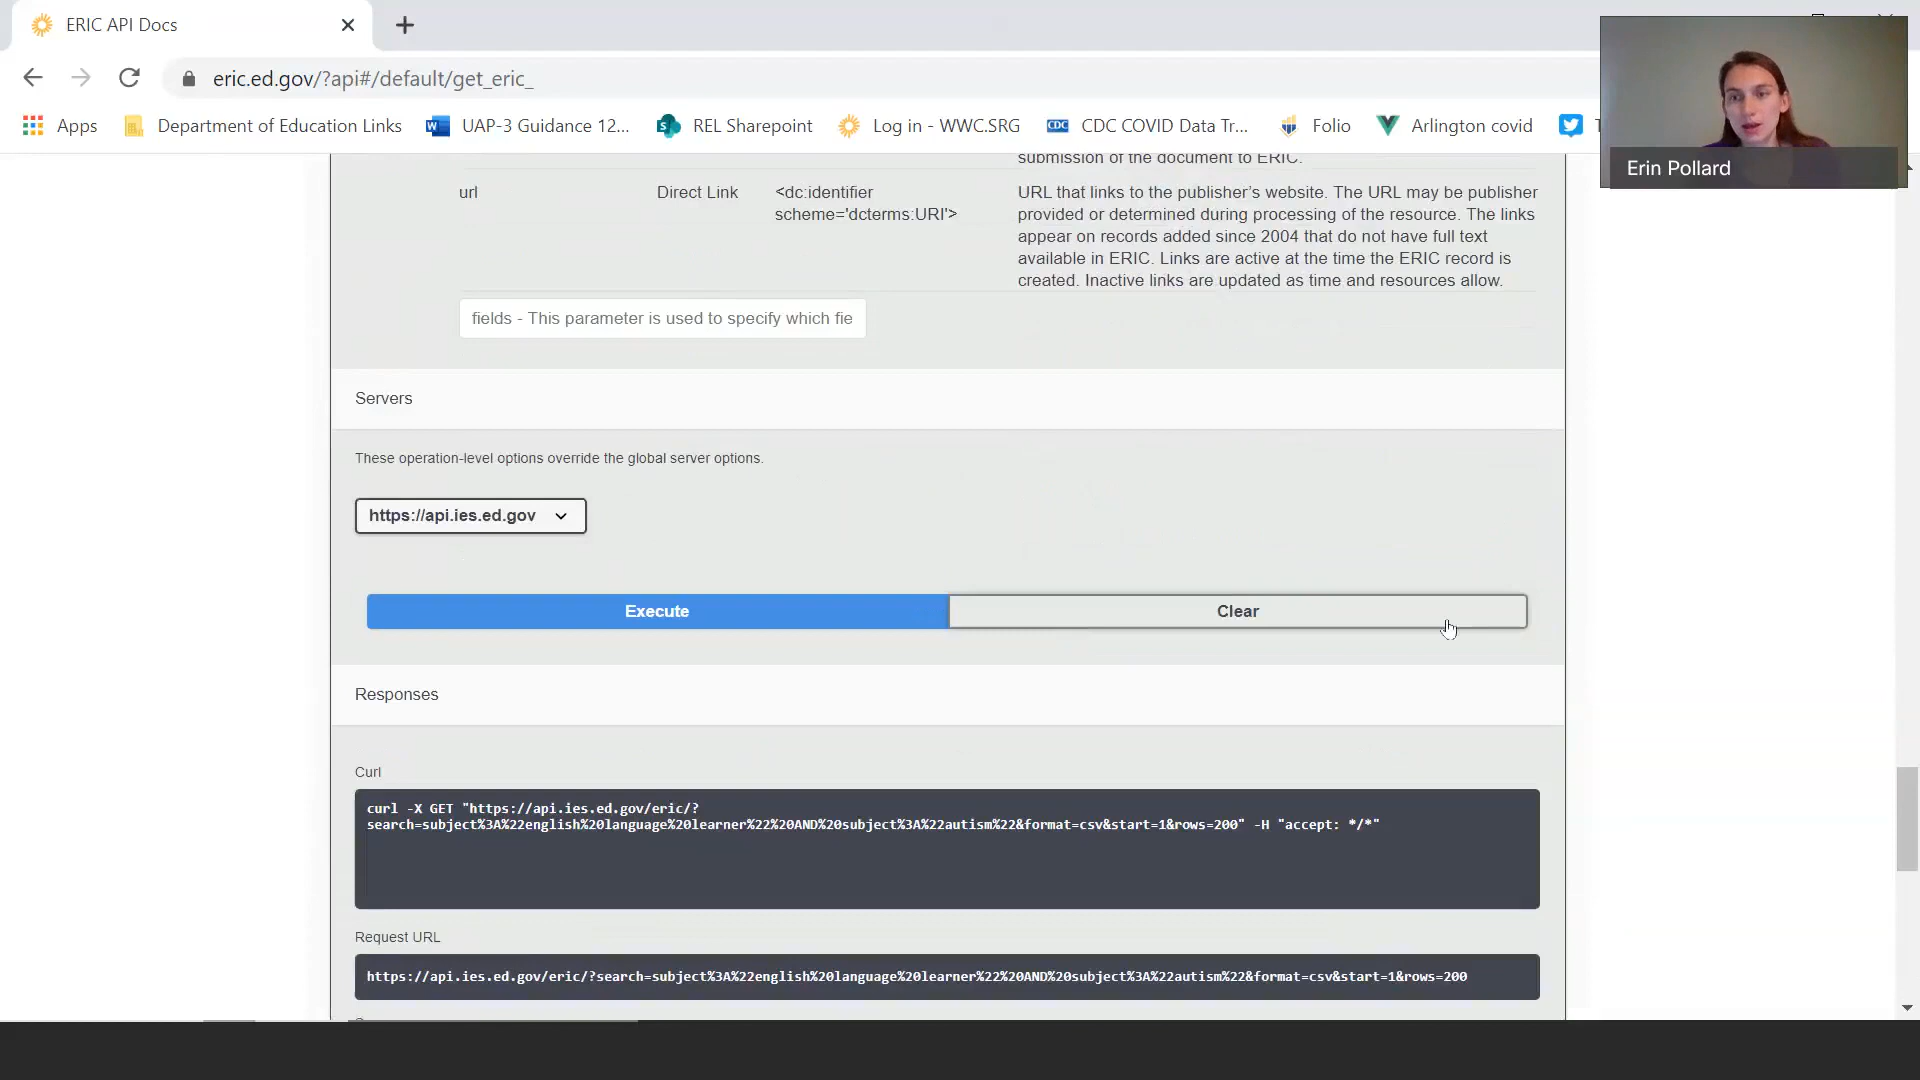 ERIC API Docs
eric.ed.gov/?api#/default/get_eric_
Apps
Department of Education Links
UAP-3 Guidance 12...
REL Sharepoint
Log in - WWC.SRG
CDC COVID Data Tr...
Folio
Arlington covid
Erin Pollard
submission of the document to ERIC.
url
Direct Link
<dc:identifier
scheme='dcterms:URI'>
URL that links to the publisher's website. The URL may be publisher
provided or determined during processing of the resource. The links
appear on records added since 2004 that do not have full text
available in ERIC. Links are active at the time the ERIC record is
created. Inactive links are updated as time and resources allow.
fields - This parameter is used to specify which fie
Servers
These operation-level options override the global server options.
https://api.ies.ed.gov
Execute
Clear
Responses
Curl
curl -X GET "https://api.ies.ed.gov/eric/?
search=subject%3A%22english%20language%20learner%22%20AND%20subject%3A%22autism%22&format=csv&start=1&rows=200" -H "accept: */*"
Request URL
https://api.ies.ed.gov/eric/?search=subject%3A%22english%20language%20learner%22%20AND%20subject%3A%22autism%22&format=csv&start=1&rows=200